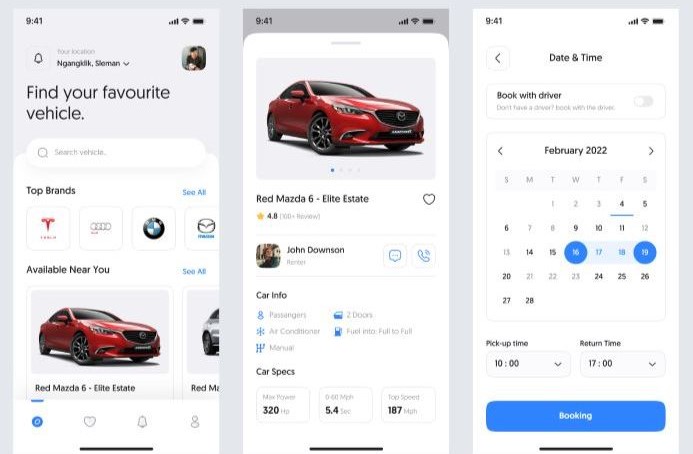 9:41
Your location
Ngangklik, Sleman
Find your favourite
vehicle.
Search vehicle..
Top Brands
See All
TESLA
Audi
BMW
mazda
Available Near You
See All
Red Mazda 6 - Elite Estate
Red Ma
9:41
Red Mazda 6 - Elite Estate
4.8 (100+ Review)
John Downson
Renter
Car Info
Passengers
2 Doors
Air Conditioner
Fuel Info: Full to Full
Manual
Car Specs
Max Power
320 Hp
0-60 Mph
5.4 Sec
Top Speed
187 Mph
9:41
Date & Time
Book with driver
Don't have a driver? book with the driver.
February 2022
S M T W T F S
1 2 3 4 5
6 7 8 9 10 11 12
13 14 15 16 17 18 19
20 21 22 23 24 25 26
27 28
Pick-up time
Return Time
10 : 00
17 : 00
Booking